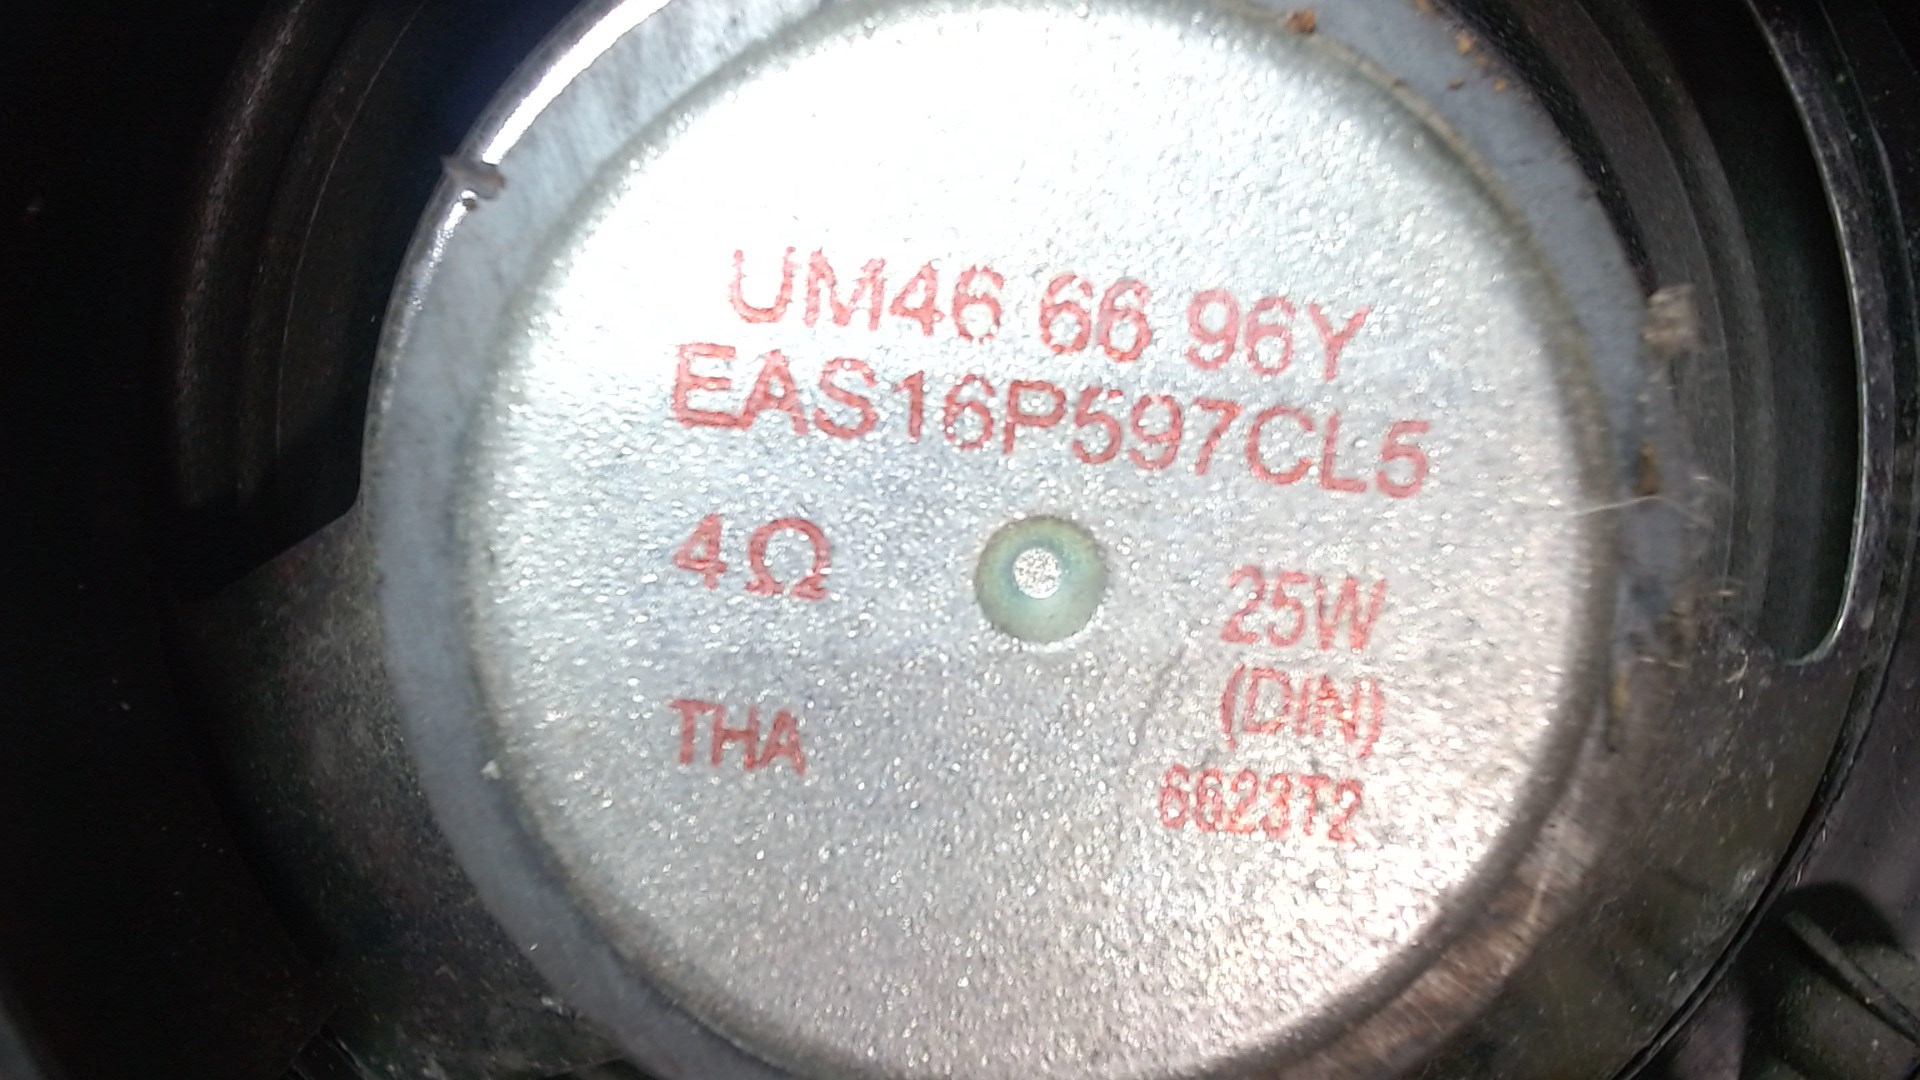 UM46 66 96Y
EAS16P597CL5
4Ω
25W
(DIN)
THA
6623T2